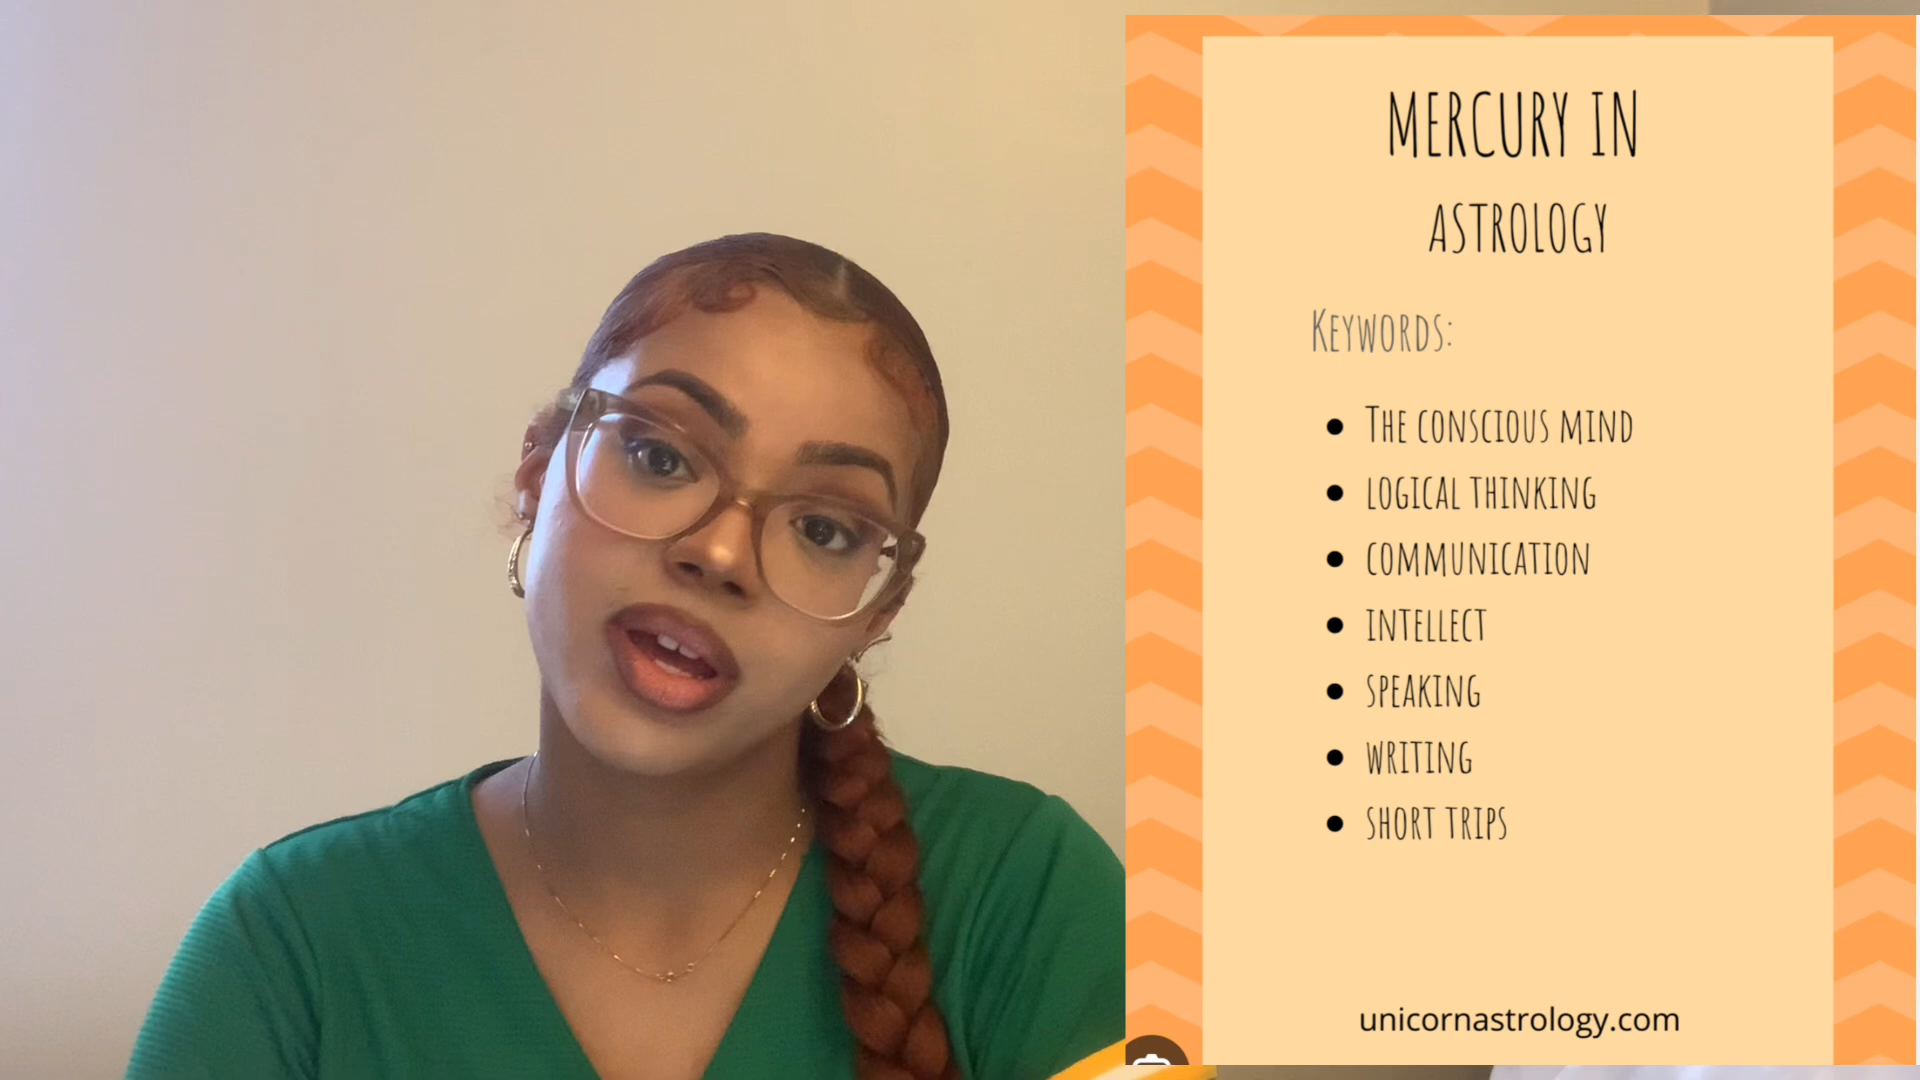 MERCURY IN
ASTROLOGY
KEYWORDS:
THE CONSCIOUS MIND
LOGICAL THINKING
COMMUNICATION
INTELLECT
SPEAKING
WRITING
SHORT TRIPS
unicornastrology.com